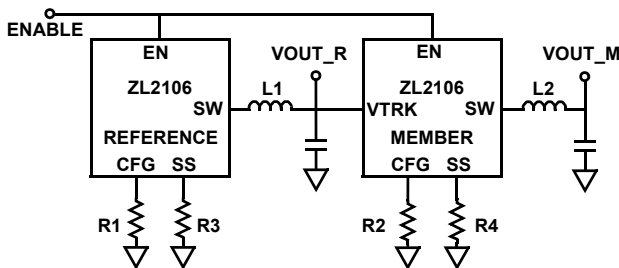 ENABLE
EN
ZL2106
SW
REFERENCE
CFG SS
R1
R3
L1
VOUT_R
EN
ZL2106
VTRK
SW
MEMBER
CFG SS
R2
R4
L2
VOUT_M